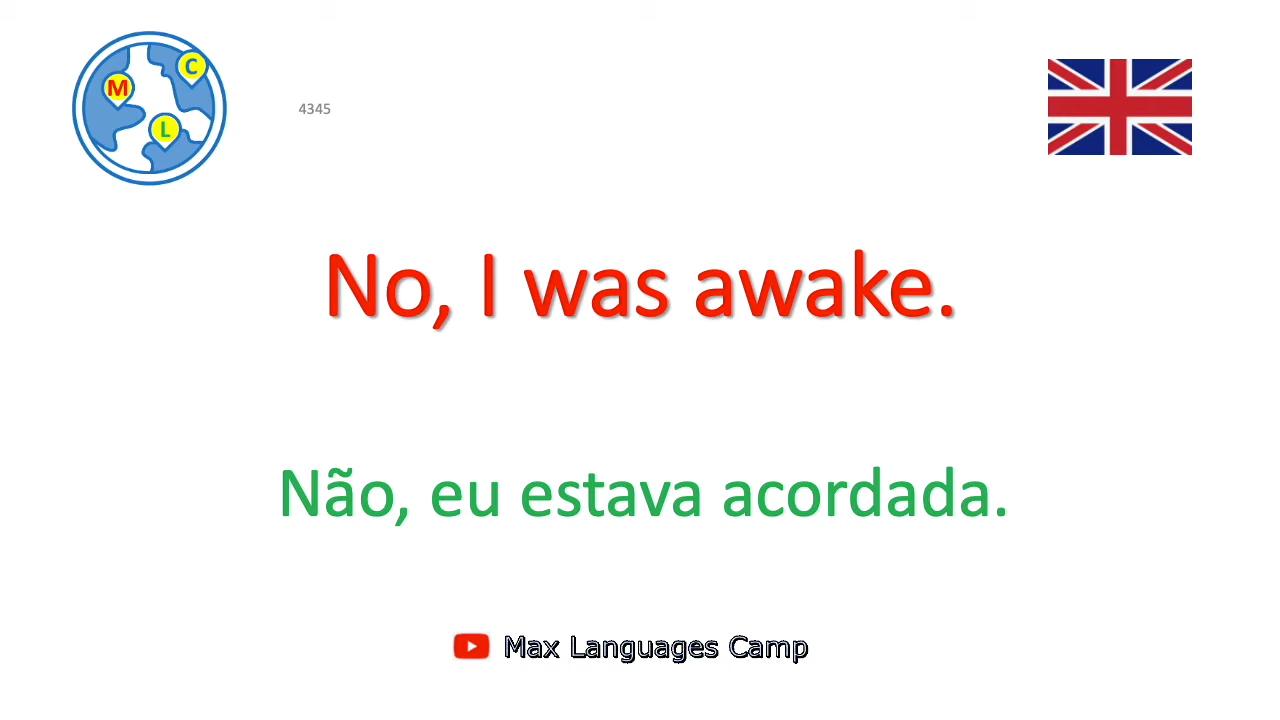 C
M
L
4345
No, I was awake.
Não, eu estava acordada.
Max Languages Camp